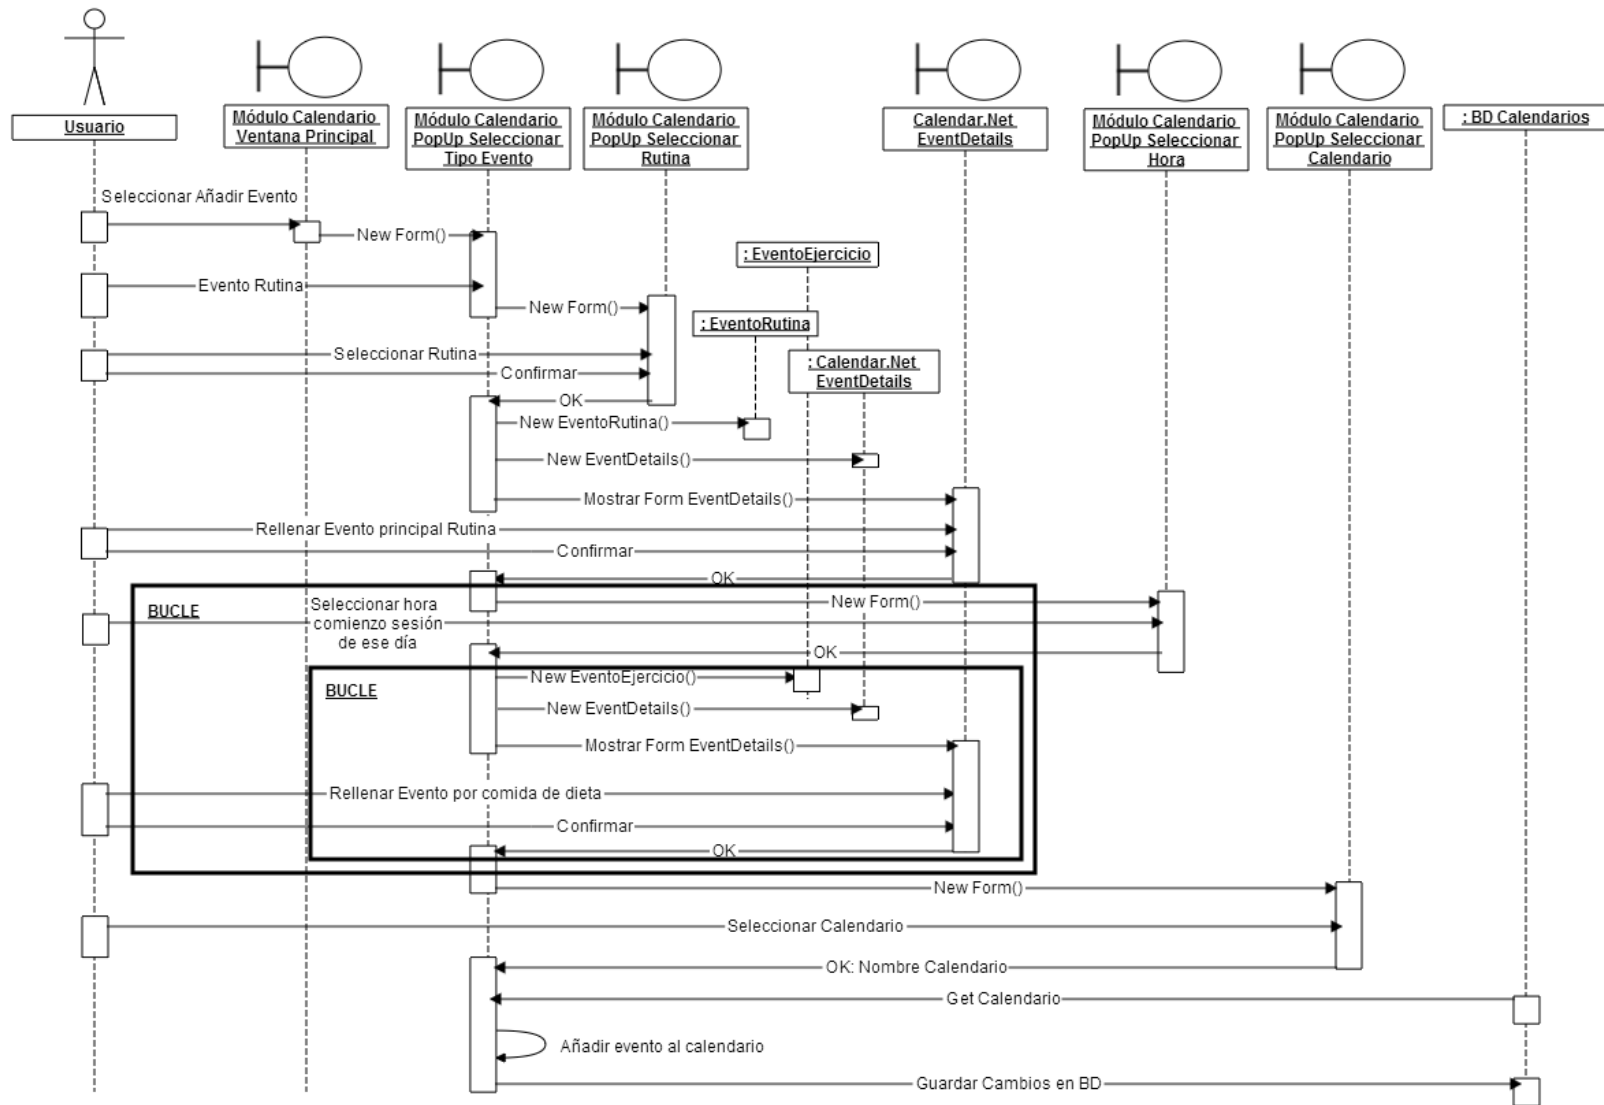 Usuario
Módulo Calendario
Ventana Principal
Módulo Calendario
PopUp Seleccionar
Tipo Evento
Módulo Calendario
PopUp Seleccionar
Rutina
Calendar.Net
EventDetails
Módulo Calendario
PopUp Seleccionar
Hora
Módulo Calendario
PopUp Seleccionar
Calendario
: BD Calendarios
Seleccionar Añadir Evento
New Form()
: EventoEjercicio
Evento Rutina
New Form()
: EventoRutina
Seleccionar Rutina
: Calendar.Net
EventDetails
Confirmar
OK
New EventoRutina()
New EventDetails()
Mostrar Form EventDetails()
Rellenar Evento principal Rutina
Confirmar
OK
BUCLE
New Form()
Seleccionar hora
comienzo sesión
de ese día
OK
BUCLE
New EventoEjercicio()
New EventDetails()
Mostrar Form EventDetails()
Rellenar Evento por comida de dieta
Confirmar
OK
New Form()
Seleccionar Calendario
OK: Nombre Calendario
Get Calendario
Añadir evento al calendario
Guardar Cambios en BD